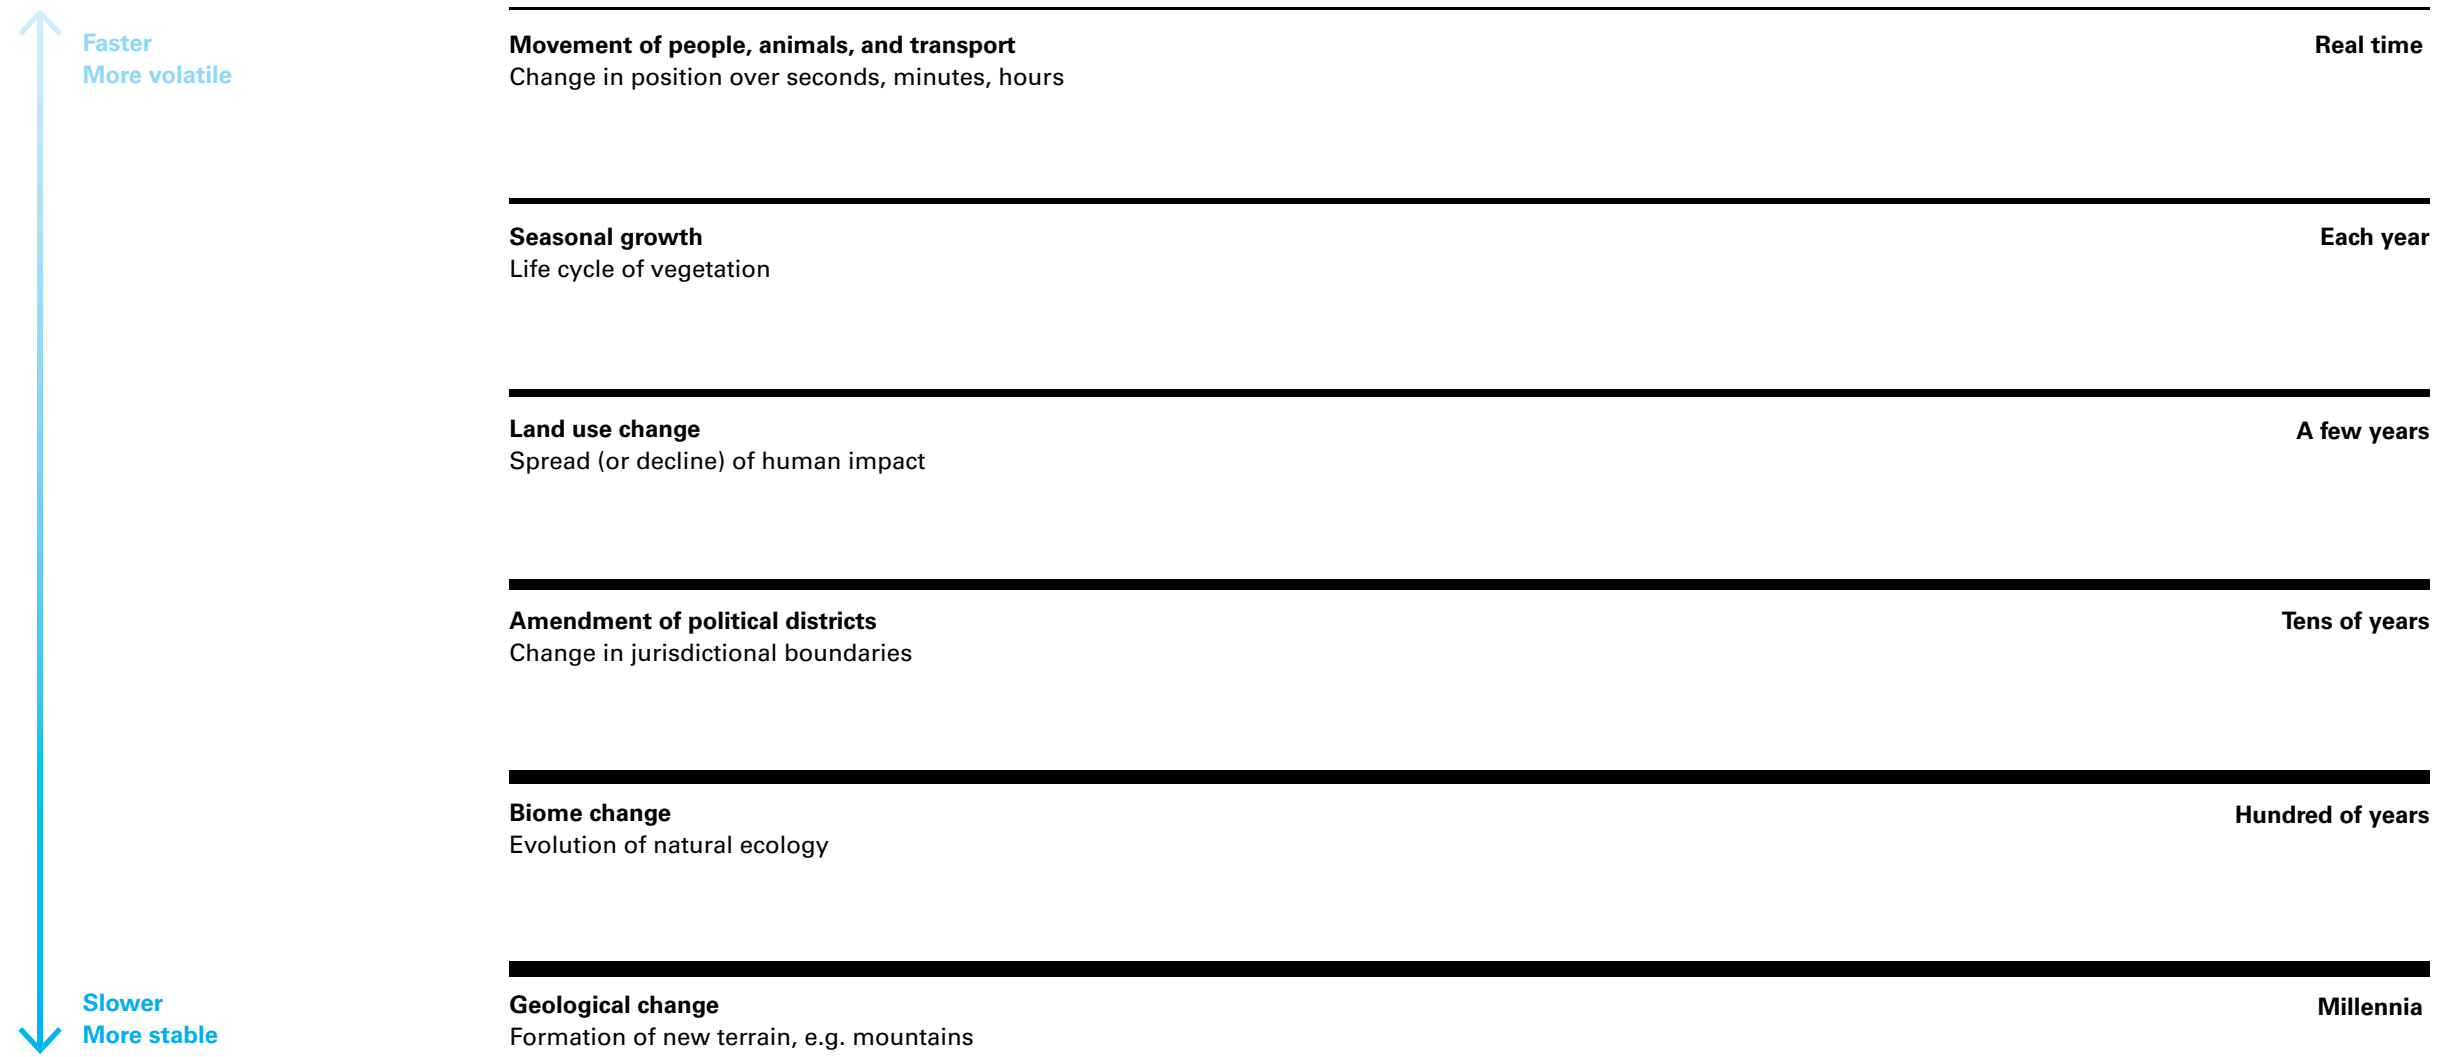 Faster
More volatile
Movement of people, animals, and transport
Real time
Change in position over seconds, minutes, hours
Seasonal growth
Each year
Life cycle of vegetation
Land use change
A few years
Spread (or decline) of human impact
Amendment of political districts
Tens of years
Change in jurisdictional boundaries
Biome change
Hundred of years
Evolution of natural ecology
Slower
More stable
Geological change
Millennia
Formation of new terrain, e.g. mountains